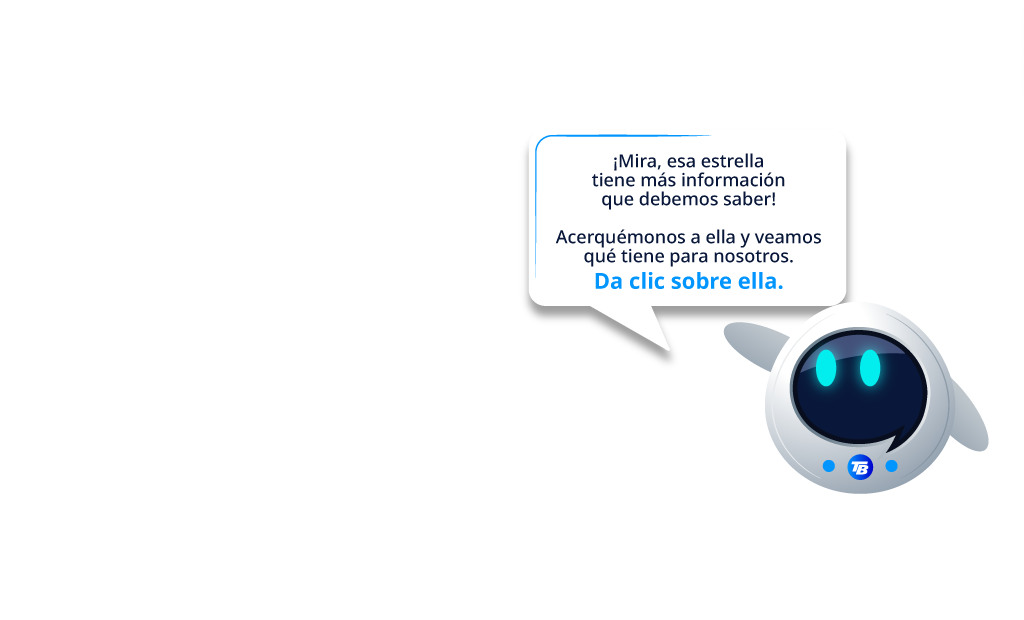 ¡Mira, esa estrella
tiene más información
que debemos saber!
Acerquémonos a ella y veamos
qué tiene para nosotros.
Da clic sobre ella.
TB